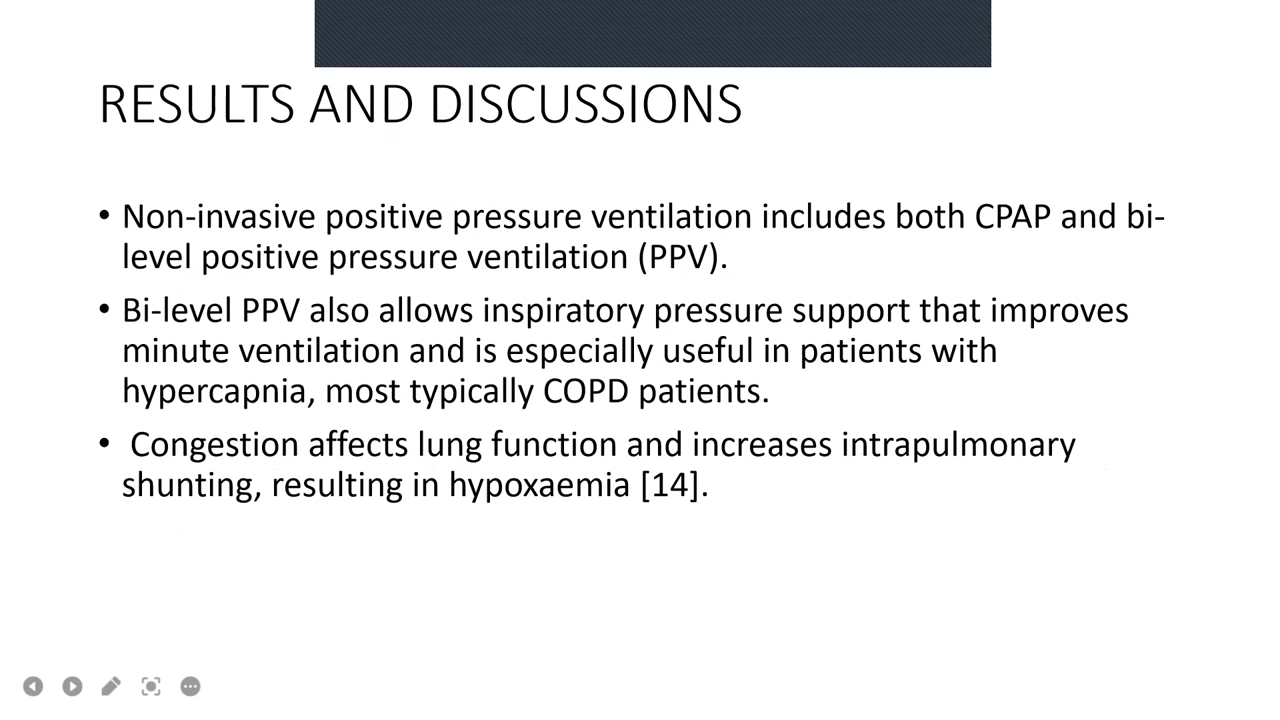 RESULTS AND DISCUSSIONS
• Non-invasive positive pressure ventilation includes both CPAP and bi-
level positive pressure ventilation (PPV).
• Bi-level PPV also allows inspiratory pressure support that improves
minute ventilation and is especially useful in patients with
hypercapnia, most typically COPD patients.
• Congestion affects lung function and increases intrapulmonary
shunting, resulting in hypoxaemia [14].